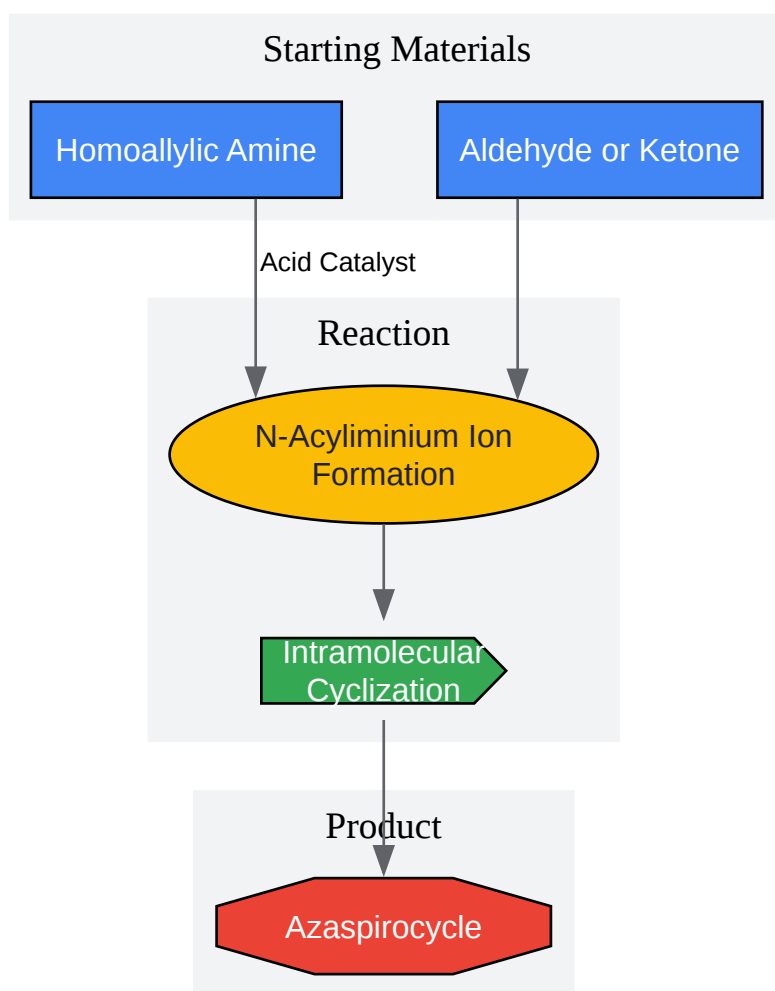 Starting Materials
Homoallylic Amine
Aldehyde or Ketone
Acid Catalyst
Reaction
N-Acyliminium Ion
Formation
Intramolecular
Cyclization
Product
Azaspirocycle